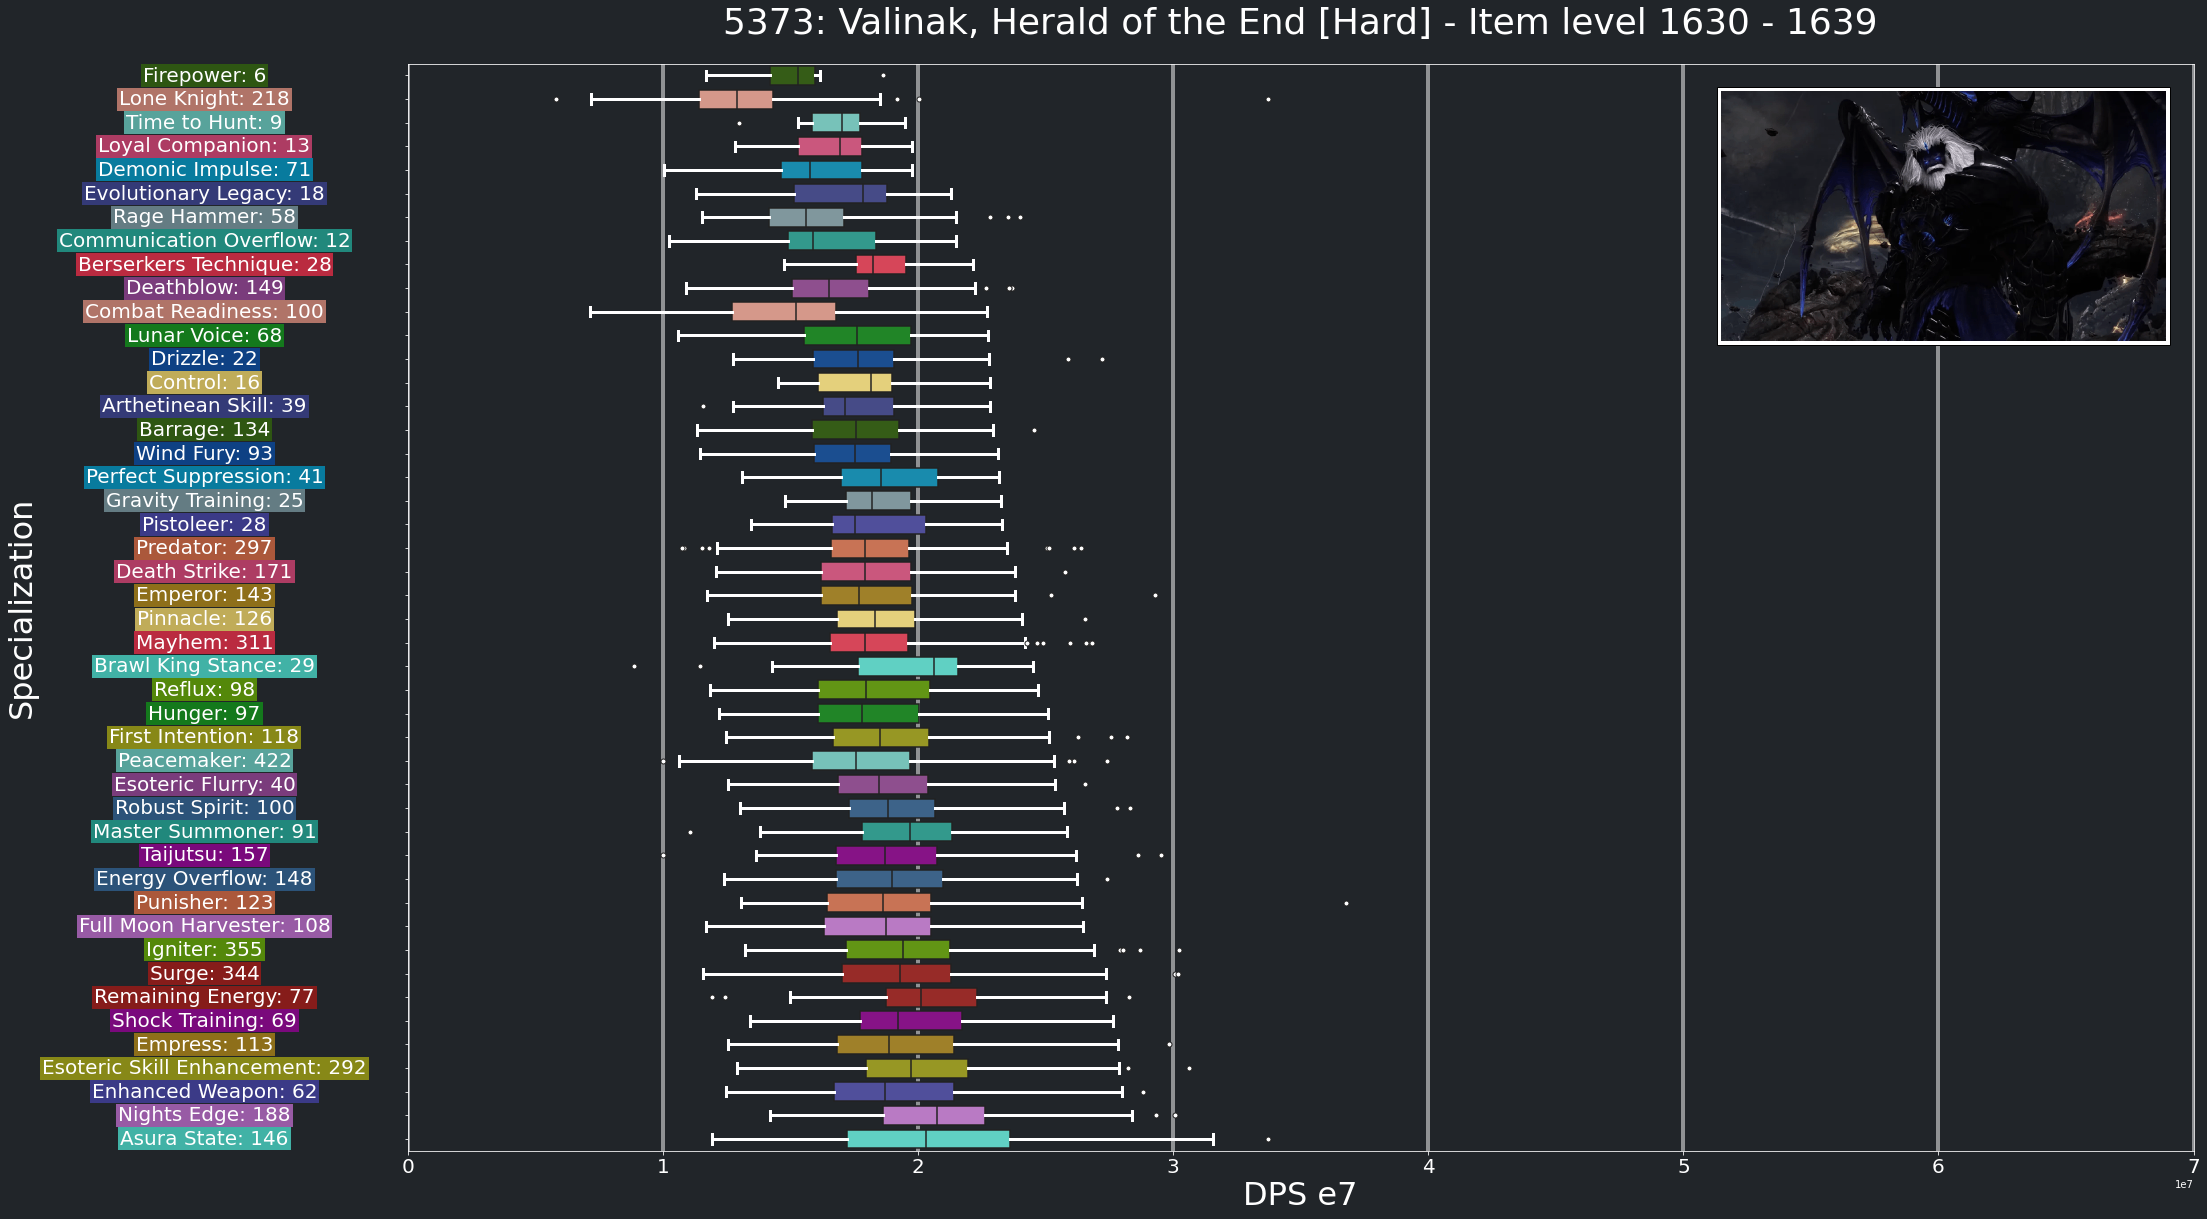 5373: Valinak, Herald of the End [Hard] - Item level 1630 - 1639
Specialization
Firepower: 6
Lone Knight: 218
Time to Hunt: 9
Loyal Companion: 13
Demonic Impulse: 71
Evolutionary Legacy: 18
Rage Hammer: 58
Communication Overflow: 12
Berserkers Technique: 28
Deathblow: 149
Combat Readiness: 100
Lunar Voice: 68
Drizzle: 22
Control: 16
Arthetinean Skill: 39
Barrage: 134
Wind Fury: 93
Perfect Suppression: 41
Gravity Training: 25
Pistoleer: 28
Predator: 297
Death Strike: 171
Emperor: 143
Pinnacle: 126
Mayhem: 311
Brawl King Stance: 29
Reflux: 98
Hunger: 97
First Intention: 118
Peacemaker: 422
Esoteric Flurry: 40
Robust Spirit: 100
Master Summoner: 91
Taijutsu: 157
Energy Overflow: 148
Punisher: 123
Full Moon Harvester: 108
Igniter: 355
Surge: 344
Remaining Energy: 77
Shock Training: 69
Empress: 113
Esoteric Skill Enhancement: 292
Enhanced Weapon: 62
Nights Edge: 188
Asura State: 146
0 1 2 3 4 5 6 7
1e7
DPS e7